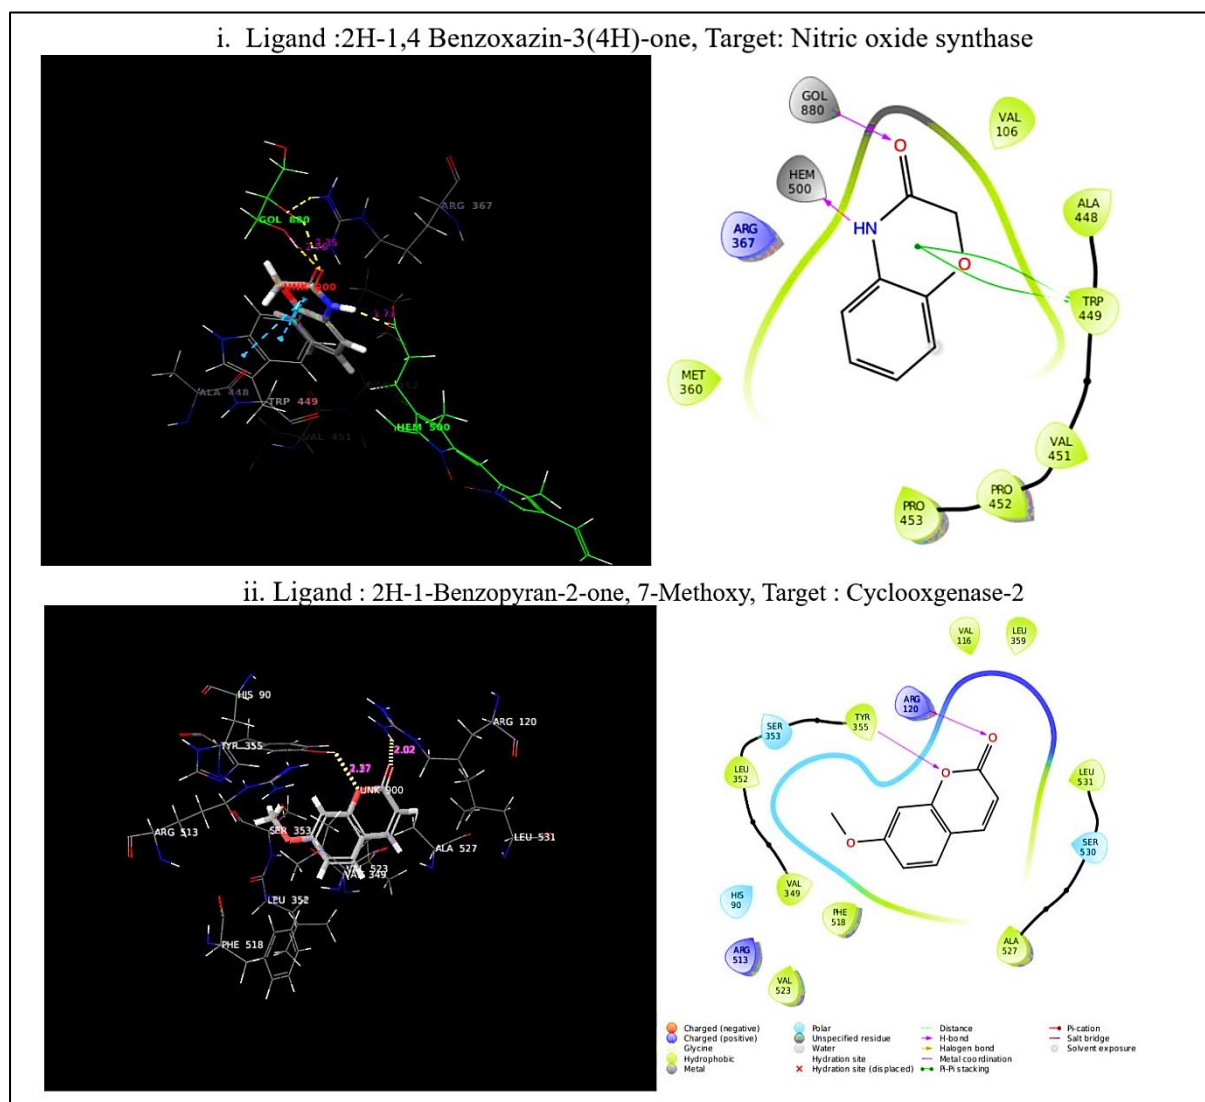 i. Ligand :2H-1,4 Benzoxazin-3(4H)-one, Target: Nitric oxide synthase
GOL 880
ARG 367
2.35
HEM 500
ALA 448
TRP 449
VAL 451
GOL
880
VAL
106
HEM
500
ARG
367
ALA
448
HN
O
O
TRP
449
MET
360
VAL
451
PRO
452
PRO
453
ii. Ligand : 2H-1-Benzopyran-2-one, 7-Methoxy, Target : Cyclooxgenase-2
HIS 90
ARG 120
TYR 355
2.02
2.37
UNK 900
ARG 513
SER 353
LEU 531
ALA 527
VAL 523
VAL 349
LEU 352
PHE 518
VAL
116
LEU
359
ARG
120
TYR
355
SER
353
LEU
352
O
O
O
LEU
531
SER
530
VAL
349
PHE
518
HIS
90
ARG
513
VAL
523
ALA
527
Charged (negative)
Charged (positive)
Glycine
Hydrophobic
Metal
Polar
Unspecified residue
Water
Hydration site
Hydration site (displaced)
Distance
H-bond
Halogen bond
Metal coordination
Pi-Pi stacking
Pi-cation
Salt bridge
Solvent exposure